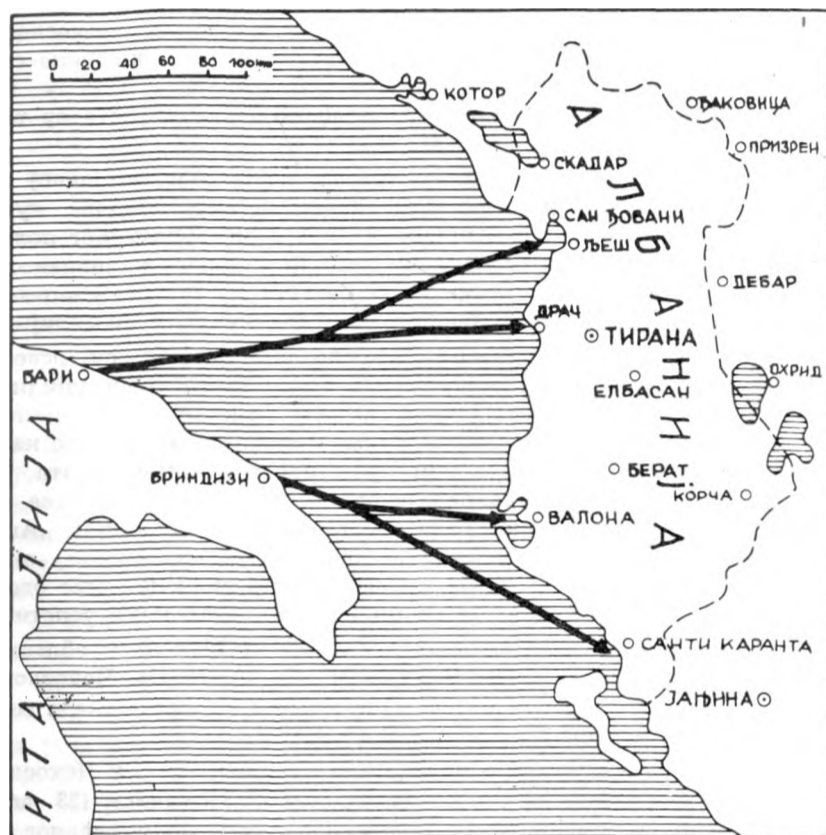 0 20 40 60 80 100 km
КОТОР
ЂАКОВИЦА
ПРИЗРЕН
СКАДАР
САН ЂОВАНИ
ЉЕШ
АЛБАНИЈА
ДЕБАР
ДРАЧ
ТИРАНА
БАРИ
ЕЛБАСАН
ОХРИД
БРИНДИЗИ
БЕРАТ
КОРЧА
ВАЛОНА
ИТАЛИЈА
САНТИ КАРАНТА
ЈАЊИНА